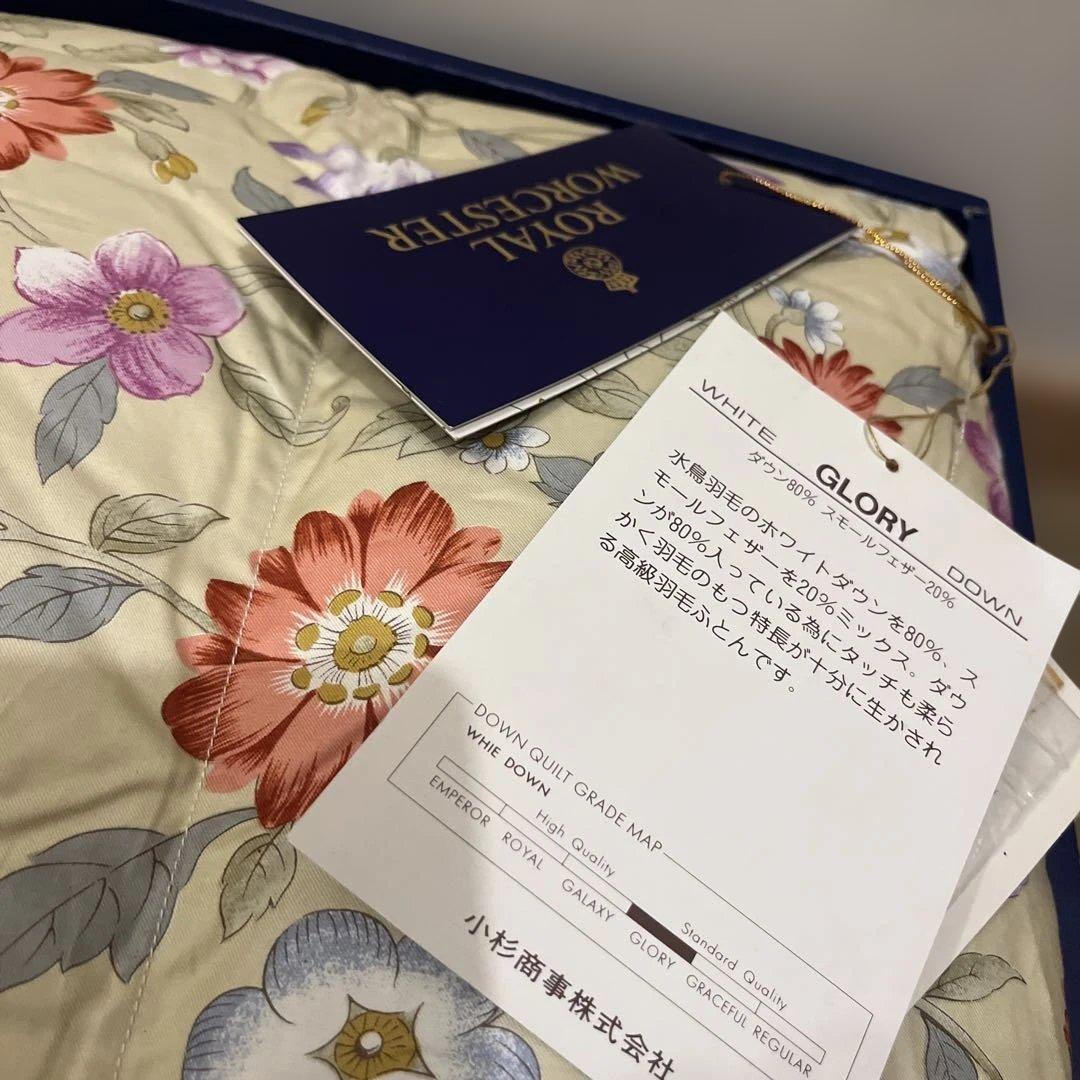 ROYAL
WORCESTER
WHITE GLORY DOWN
ダウン80% スモールフェザー20%
水鳥羽毛のホワイトダウンを80%、ス
モールフェザーを20%ミックス。ダウ
ンが80%入っている為にタッチも柔ら
かく羽毛のもつ特長が十分に生かされ
る高級羽毛ふとんです。
DOWN QUILT GRADE MAP
WHIE DOWN
High Quality Standard Quality
EMPEROR ROYAL GALAXY GLORY GRACEFUL REGULAR
小杉商事株式会社